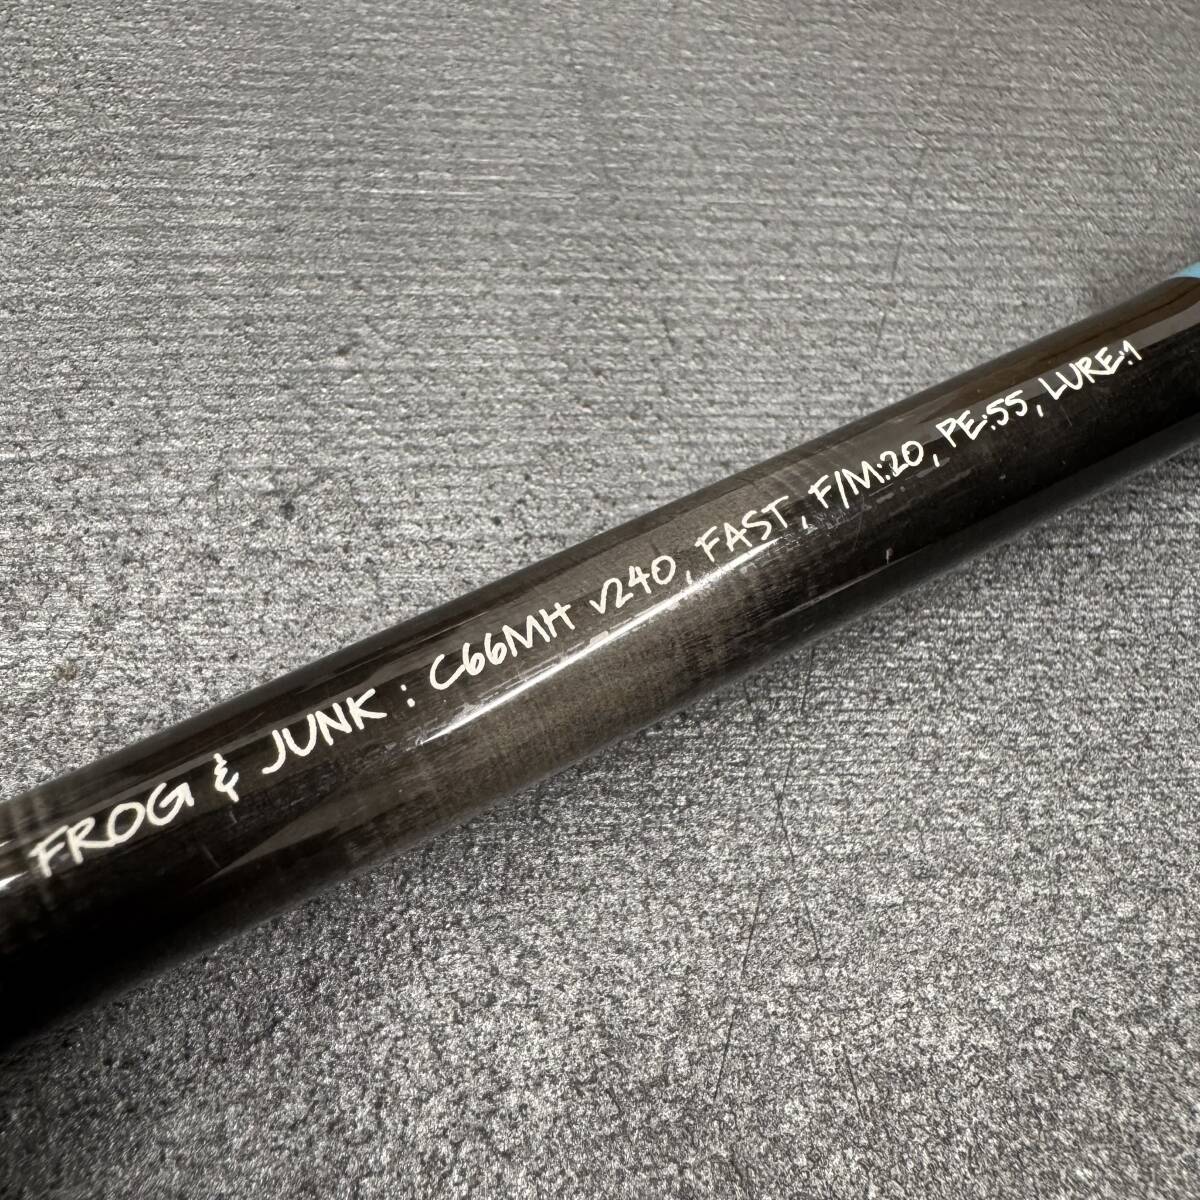 FROG & JUNK : C66MH v240, FAST, F/M:20, PE:55, LURE:1